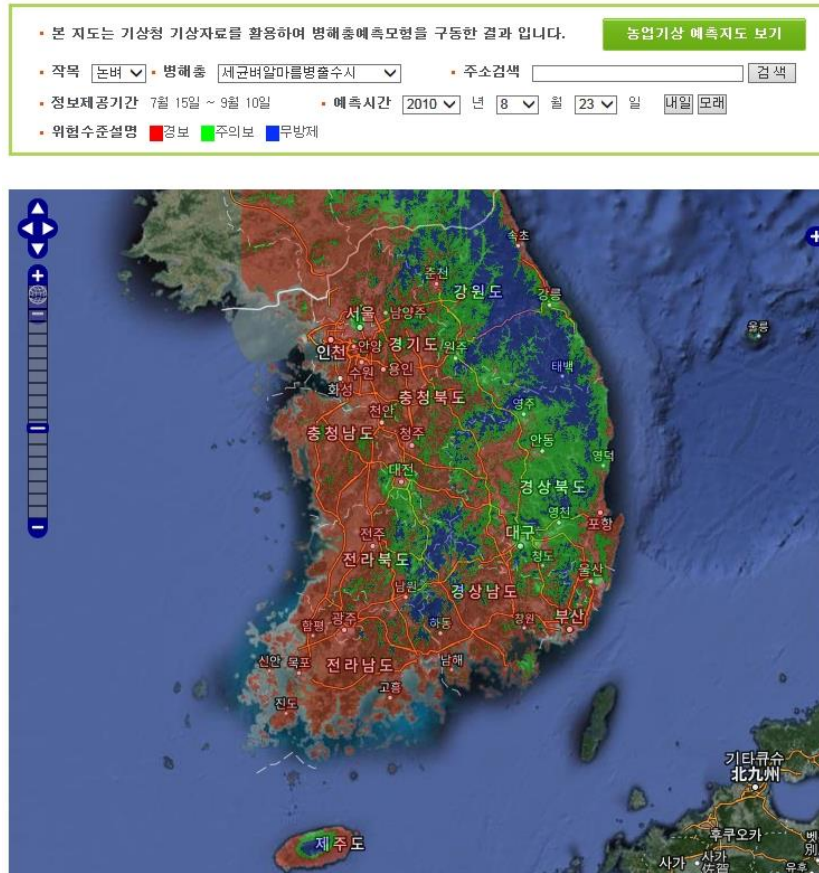 본 지도는 기상청 기상자료를 활용하여 병해충예측모형을 구동한 결과 입니다.
농업기상 예측지도 보기
작목 논벼 병해충 세균벼알마름병출수시 주소검색 검색
정보제공기간 7월 15일 ~ 9월 10일 예측시간 2010 년 8 월 23 일 내일 모래
위험수준설명 경보 주의보 무방제
속초
춘천
강원도
강릉
서울 남양주
울릉
인천 안양 경기도 원주
수원 용인
태백
화성
충청북도
천안 영주
충청남도 청주
안동
영덕
대전
경상북도
영천
포항
전주 대구
전라북도
청도
울산
남원 경상남도
함평 광주 하동 창원 부산
신안 목포 전라남도 남해
고흥
진도
기타큐슈
北九州
제주도
후쿠오카
벳
別
사가 사가
佐賀
유후